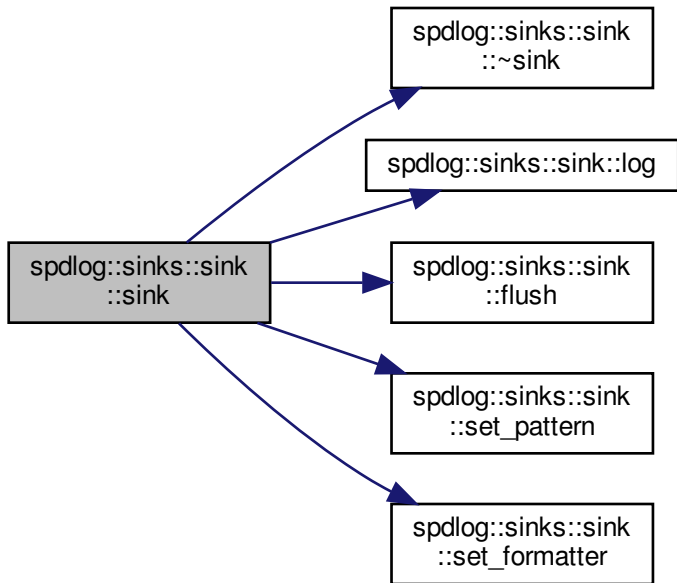 spdlog::sinks::sink
::~sink
spdlog::sinks::sink::log
spdlog::sinks::sink
::sink
spdlog::sinks::sink
::flush
spdlog::sinks::sink
::set_pattern
spdlog::sinks::sink
::set_formatter